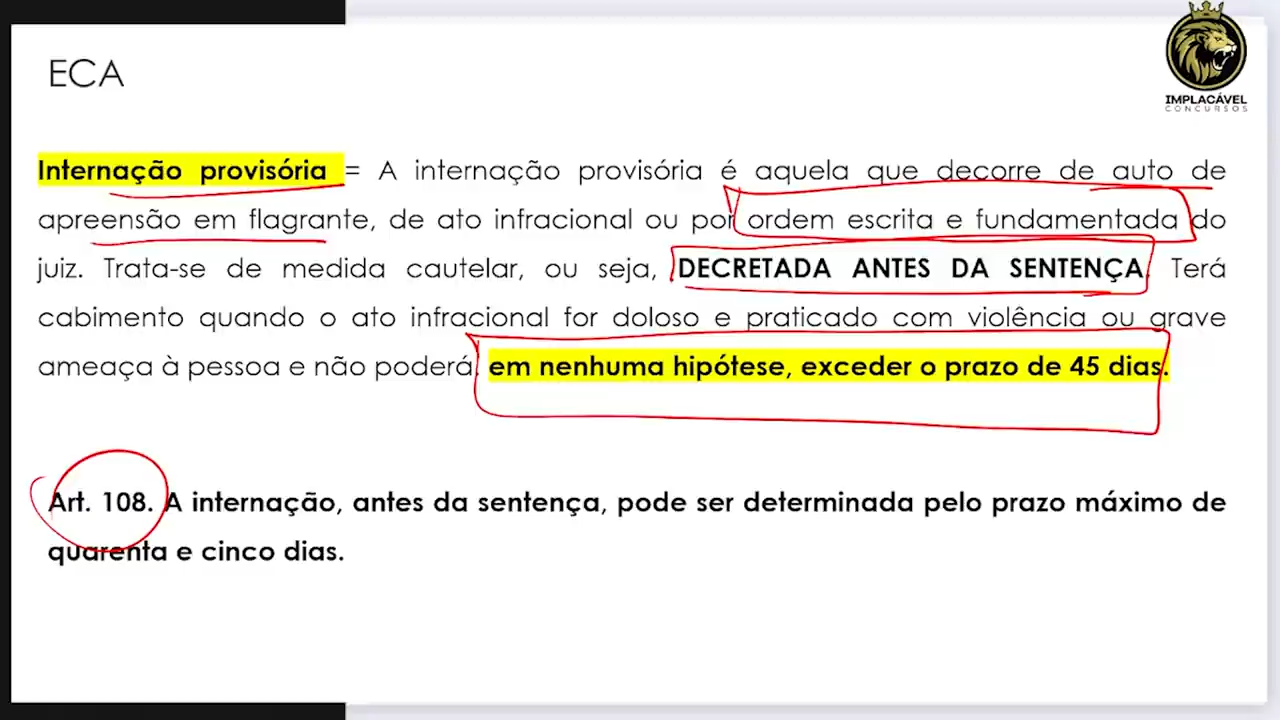 IMPLACÁVEL
CONCURSOS
ECA
Internação provisória = A internação provisória é aquela que decorre de auto de
apreensão em flagrante, de ato infracional ou por ordem escrita e fundamentada do
juiz. Trata-se de medida cautelar, ou seja, DECRETADA ANTES DA SENTENÇA. Terá
cabimento quando o ato infracional for doloso e praticado com violência ou grave
ameaça à pessoa e não poderá, em nenhuma hipótese, exceder o prazo de 45 dias.
Art. 108. A internação, antes da sentença, pode ser determinada pelo prazo máximo de
quarenta e cinco dias.